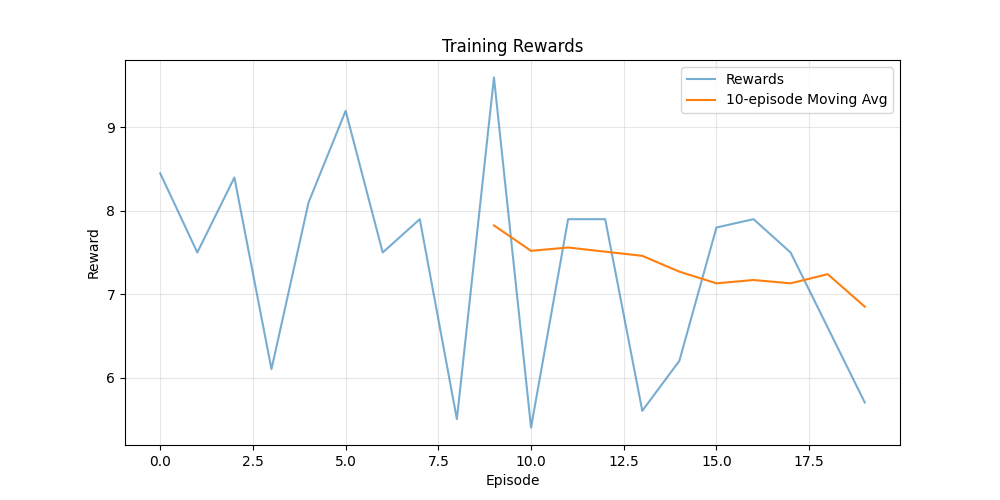 Training Rewards
Rewards
10-episode Moving Avg
9
8
7
6
Reward
0.0 2.5 5.0 7.5 10.0 12.5 15.0 17.5
Episode